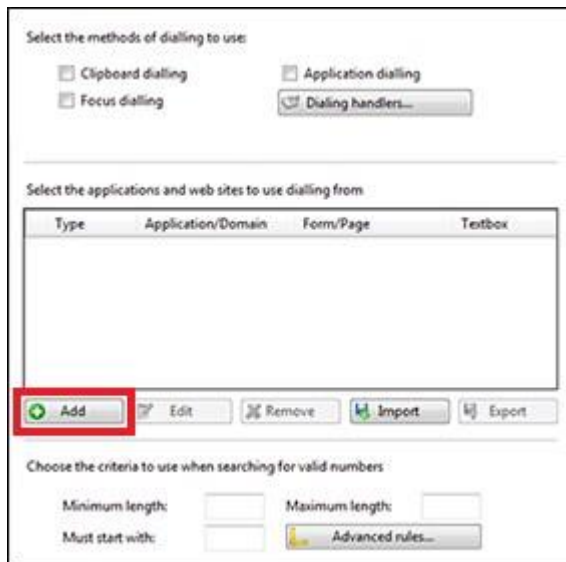 Select the methods of dialling to use:
Clipboard dialling Application dialling
Focus dialling Dialing handlers...
Select the applications and web sites to use dialling from
Type Application/Domain Form/Page Textbox
Add Edit Remove Import Export
Choose the criteria to use when searching for valid numbers
Minimum length: Maximum length:
Must start with: Advanced rules...